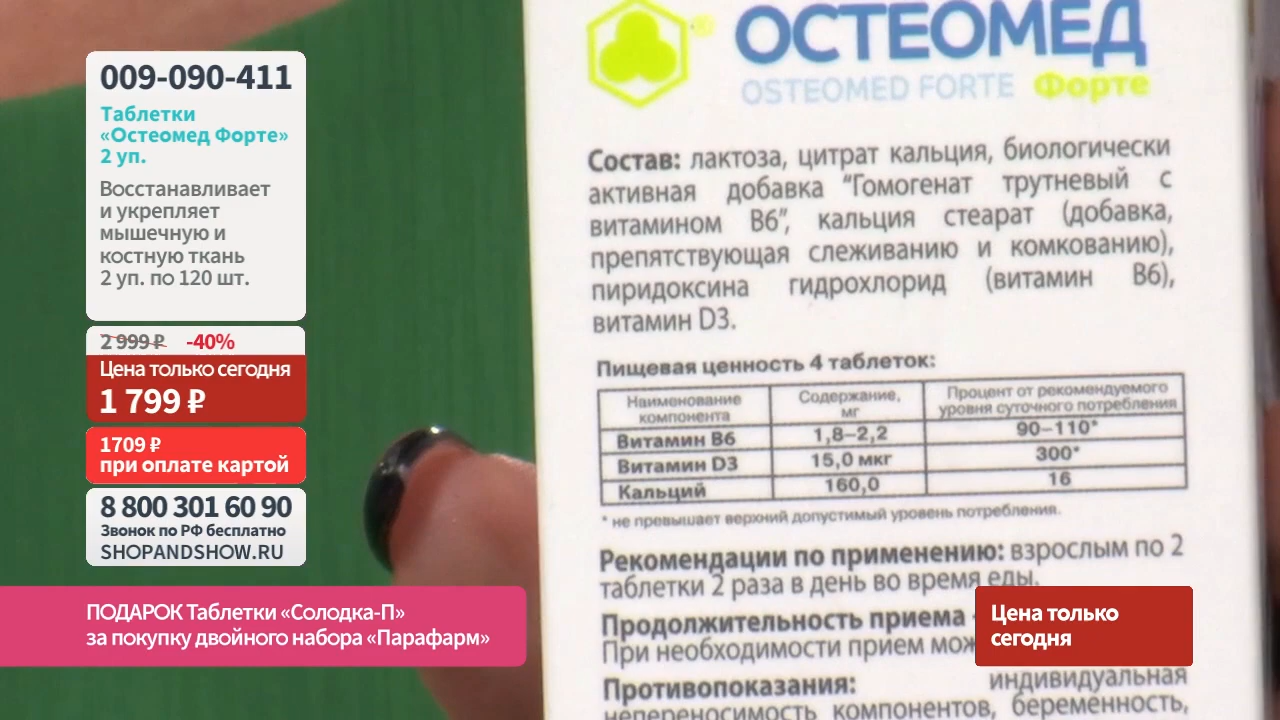 009-090-411
Таблетки
«Остеомед Форте»
2 уп.
Восстанавливает
и укрепляет
мышечную и
костную ткань
2 уп. по 120 шт.
2 999 ₽ -40%
Цена только сегодня
1 799 ₽
1709 ₽
при оплате картой
8 800 301 60 90
Звонок по РФ бесплатно
SHOPANDSHOW.RU
ПОДАРОК Таблетки «Солодка-П»
за покупку двойного набора «Парафарм»
ОСТЕОМЕД
OSTEOMED FORTE Форте
Состав: лактоза, цитрат кальция, биологически
активная добавка “Гомогенат трутневый с
витамином В6”, кальция стеарат (добавка,
препятствующая слеживанию и комкованию),
пиридоксина гидрохлорид (витамин В6),
витамин D3.
Пищевая ценность 4 таблеток:
Наименование компонента Содержание, мг Процент от рекомендуемого уровня суточного потребления
Витамин В6 1,8–2,2 90–110*
Витамин D3 15,0 мкг 300*
Кальций 160,0 16
* не превышает верхний допустимый уровень потребления.
Рекомендации по применению: взрослым по 2
таблетки 2 раза в день во время еды.
Продолжительность приема
При необходимости прием
Противопоказания: индивидуальная
непереносимость компонентов, беременность,
Цена только
сегодня